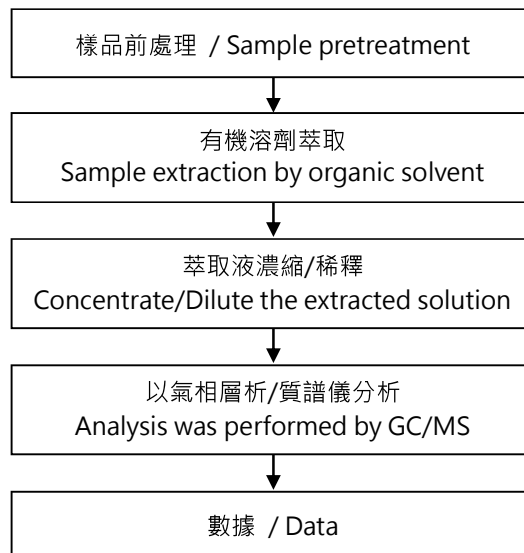 樣品前處理 / Sample pretreatment
有機溶劑萃取
Sample extraction by organic solvent
萃取液濃縮/稀釋
Concentrate/Dilute the extracted solution
以氣相層析/質譜儀分析
Analysis was performed by GC/MS
數據 / Data